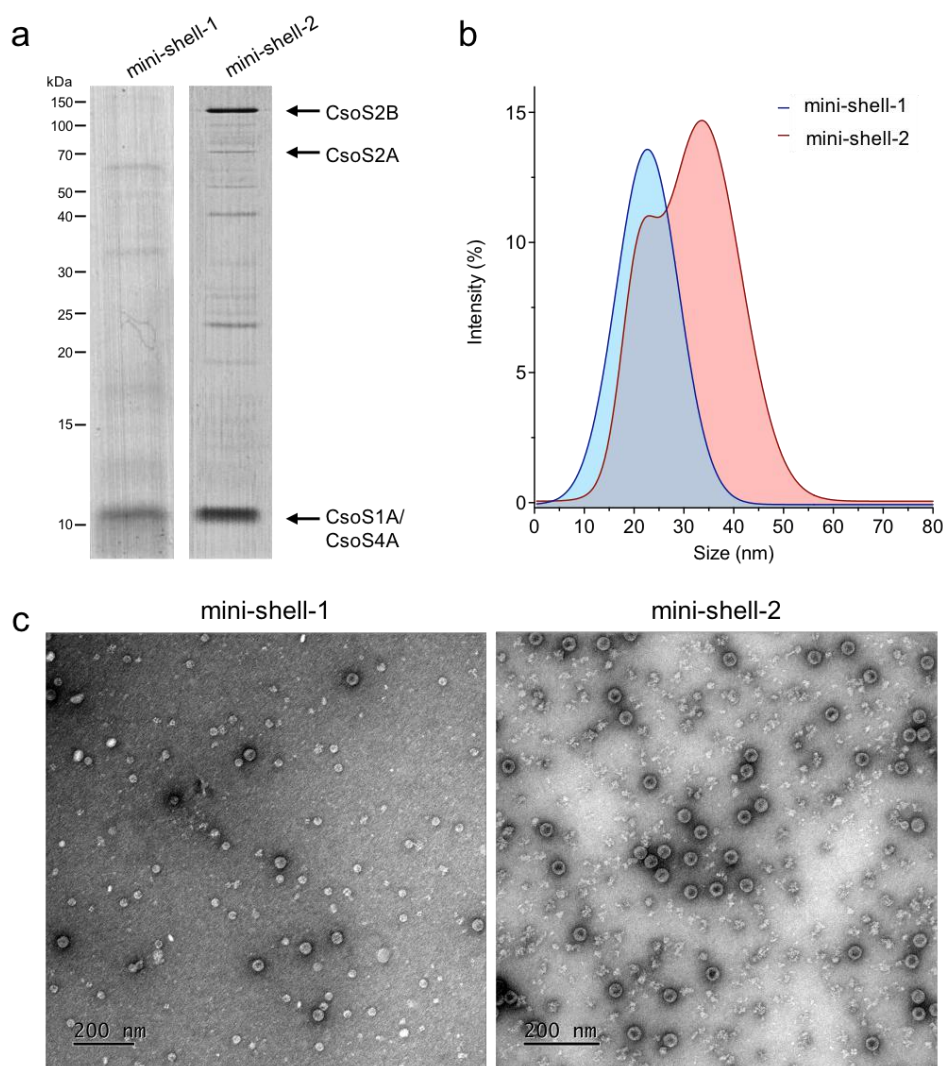 a
mini-shell-1
mini-shell-2
kDa
150
100
70
50
40
30
25
20
15
10
CsoS2B
CsoS2A
CsoS1A/
CsoS4A
b
15
10
5
0
Intensity (%)
0 10 20 30 40 50 60 70 80
Size (nm)
mini-shell-1
mini-shell-2
c
mini-shell-1
mini-shell-2
200 nm
200 nm